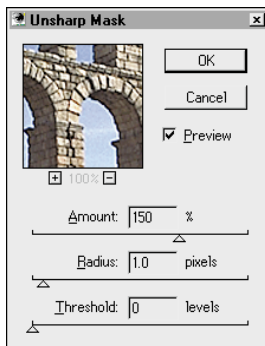 Unsharp Mask
OK
Cancel
Preview
100%
Amount: 150 %
Radius: 1.0 pixels
Threshold: 0 levels